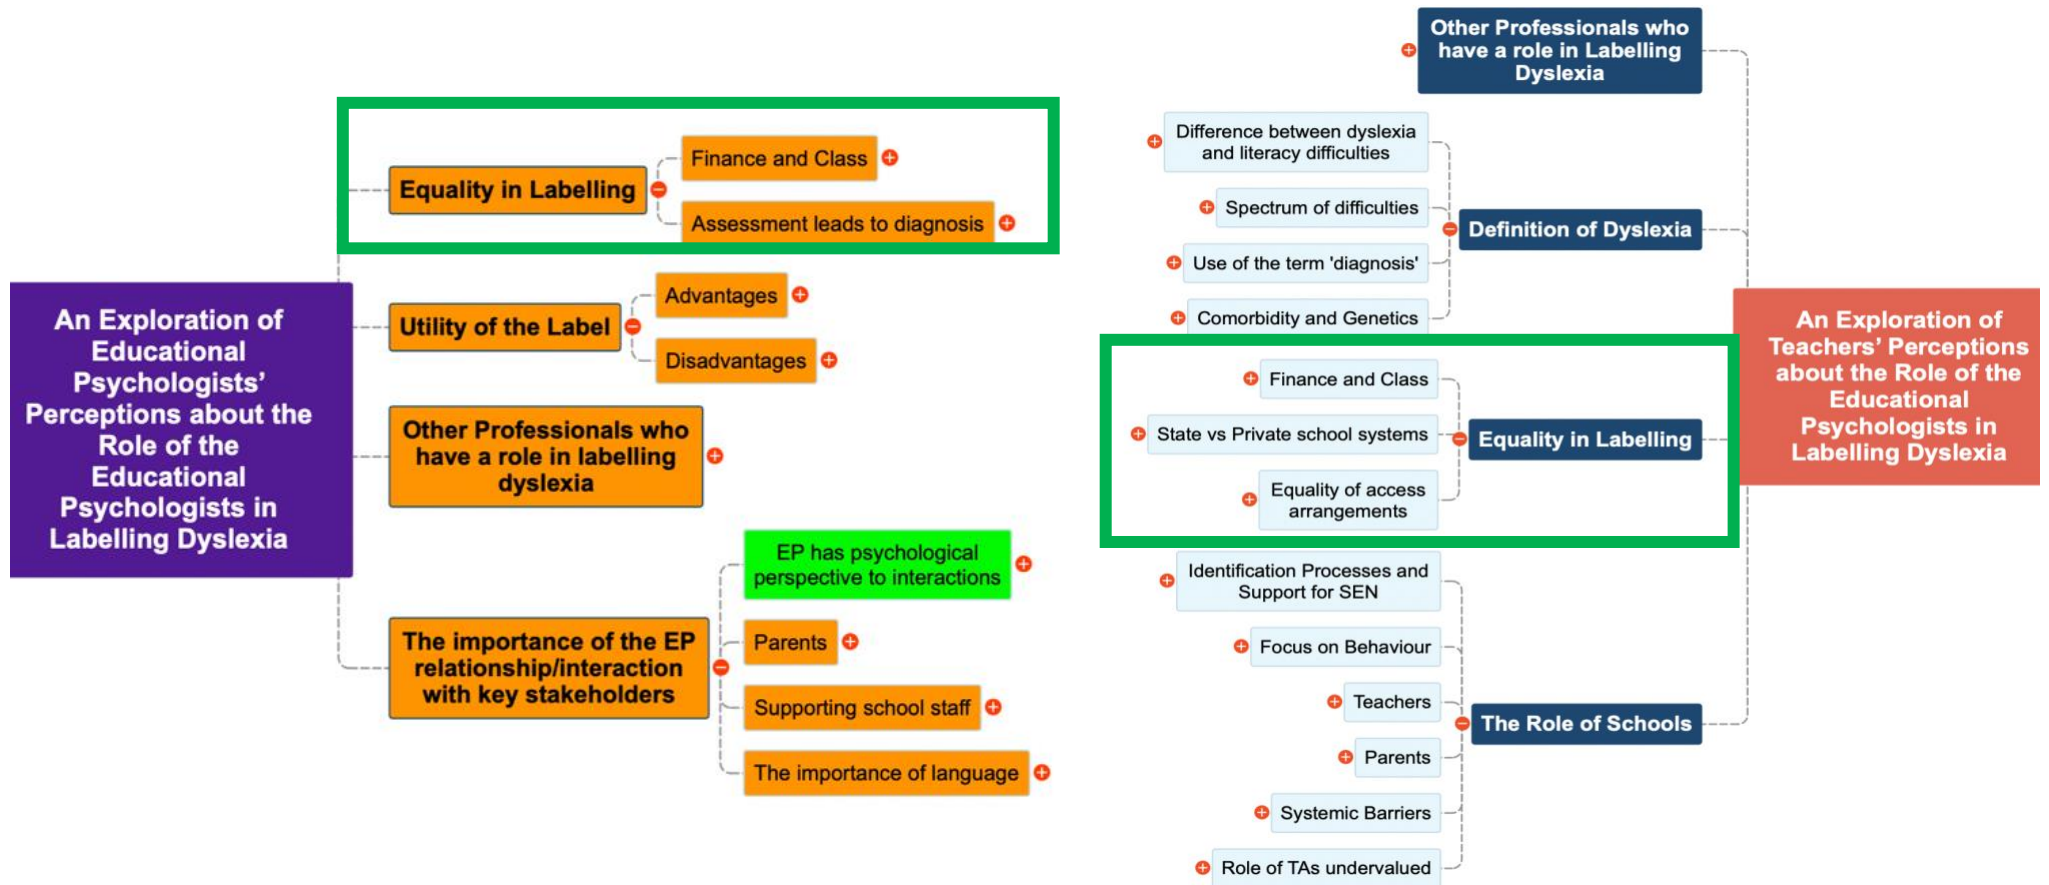 An Exploration of
Educational
Psychologists’
Perceptions about the
Role of the
Educational
Psychologists in
Labelling Dyslexia
Equality in Labelling
Finance and Class
Assessment leads to diagnosis
Utility of the Label
Advantages
Disadvantages
Other Professionals who
have a role in labelling
dyslexia
The importance of the EP
relationship/interaction
with key stakeholders
EP has psychological
perspective to interactions
Parents
Supporting school staff
The importance of language
An Exploration of
Teachers’ Perceptions
about the Role of the
Educational
Psychologists in
Labelling Dyslexia
Other Professionals who
have a role in Labelling
Dyslexia
Definition of Dyslexia
Difference between dyslexia
and literacy difficulties
Spectrum of difficulties
Use of the term 'diagnosis'
Comorbidity and Genetics
Equality in Labelling
Finance and Class
State vs Private school systems
Equality of access
arrangements
The Role of Schools
Identification Processes and
Support for SEN
Focus on Behaviour
Teachers
Parents
Systemic Barriers
Role of TAs undervalued